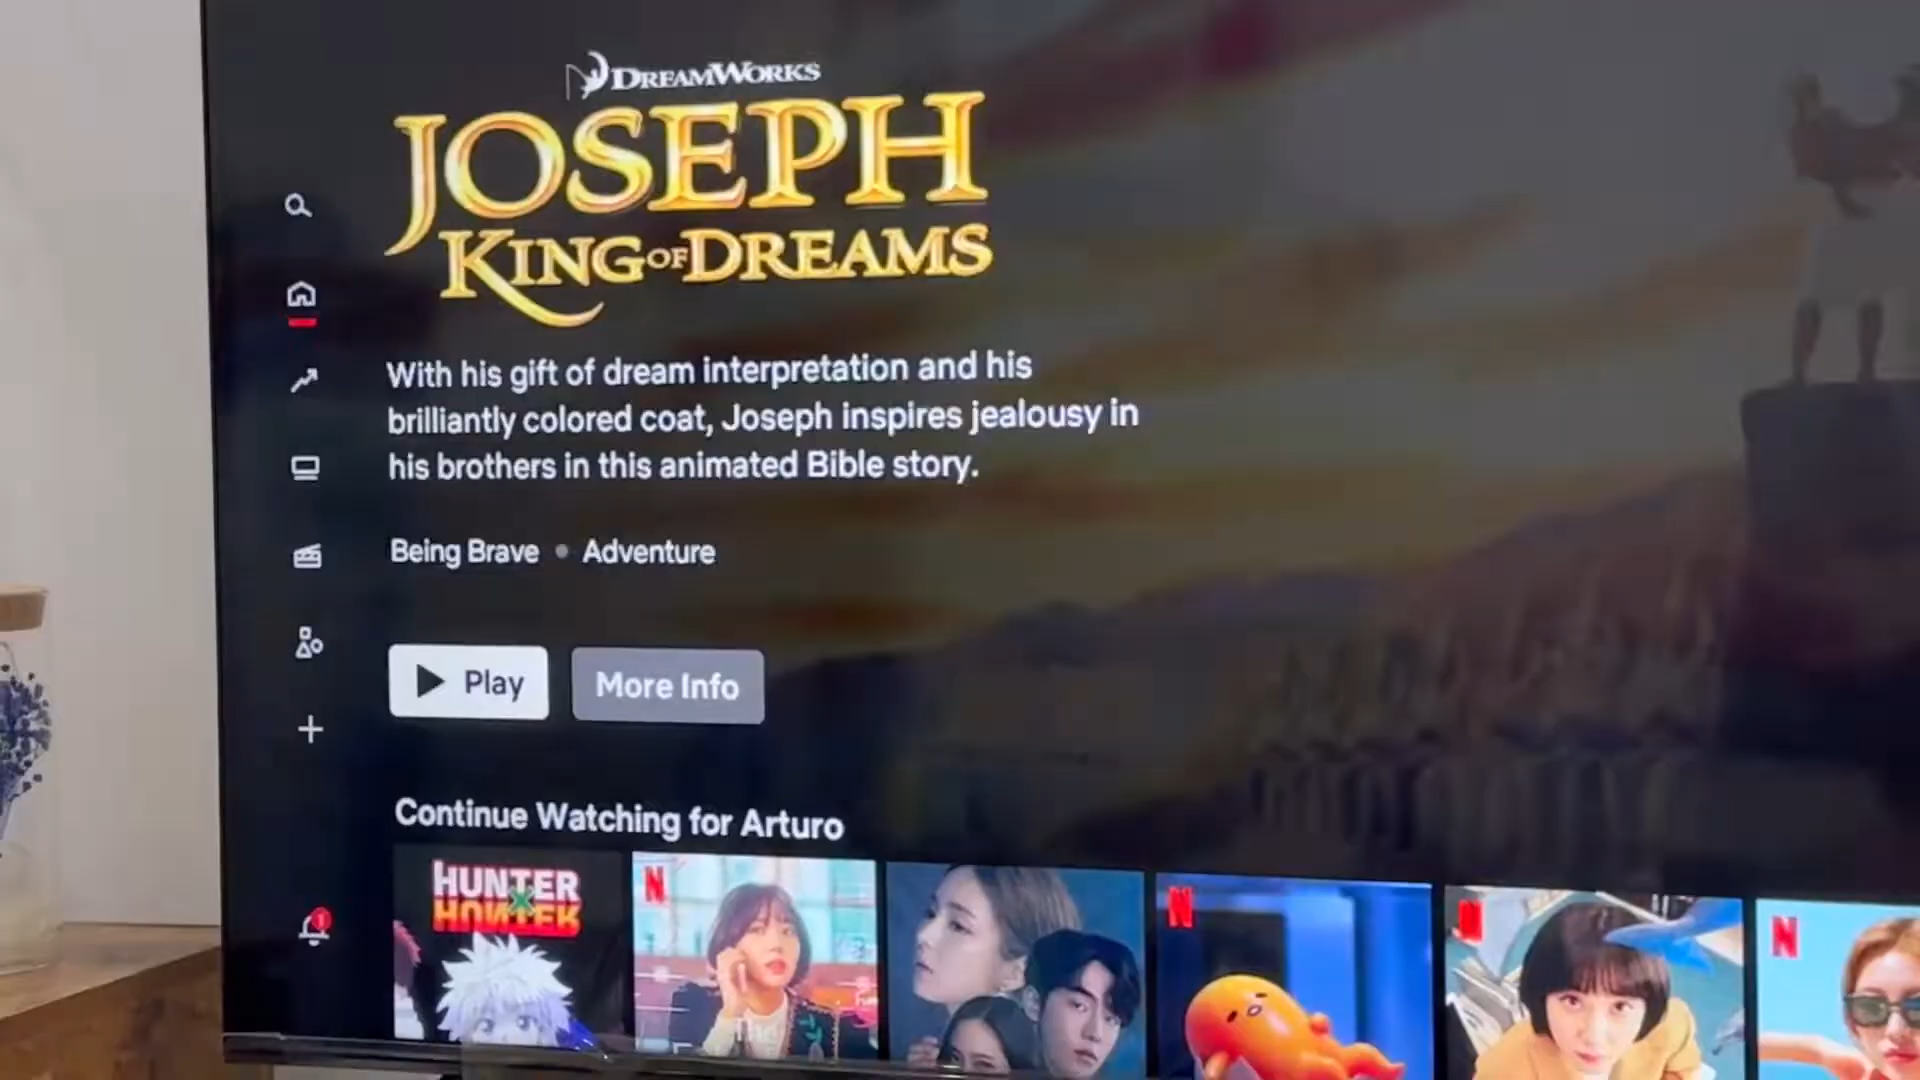 DREAMWORKS
JOSEPH
KING OF DREAMS
With his gift of dream interpretation and his
brilliantly colored coat, Joseph inspires jealousy in
his brothers in this animated Bible story.
Being Brave • Adventure
Play
More Info
Continue Watching for Arturo
HUNTER
HUNTER
N
N
N
N
1
The